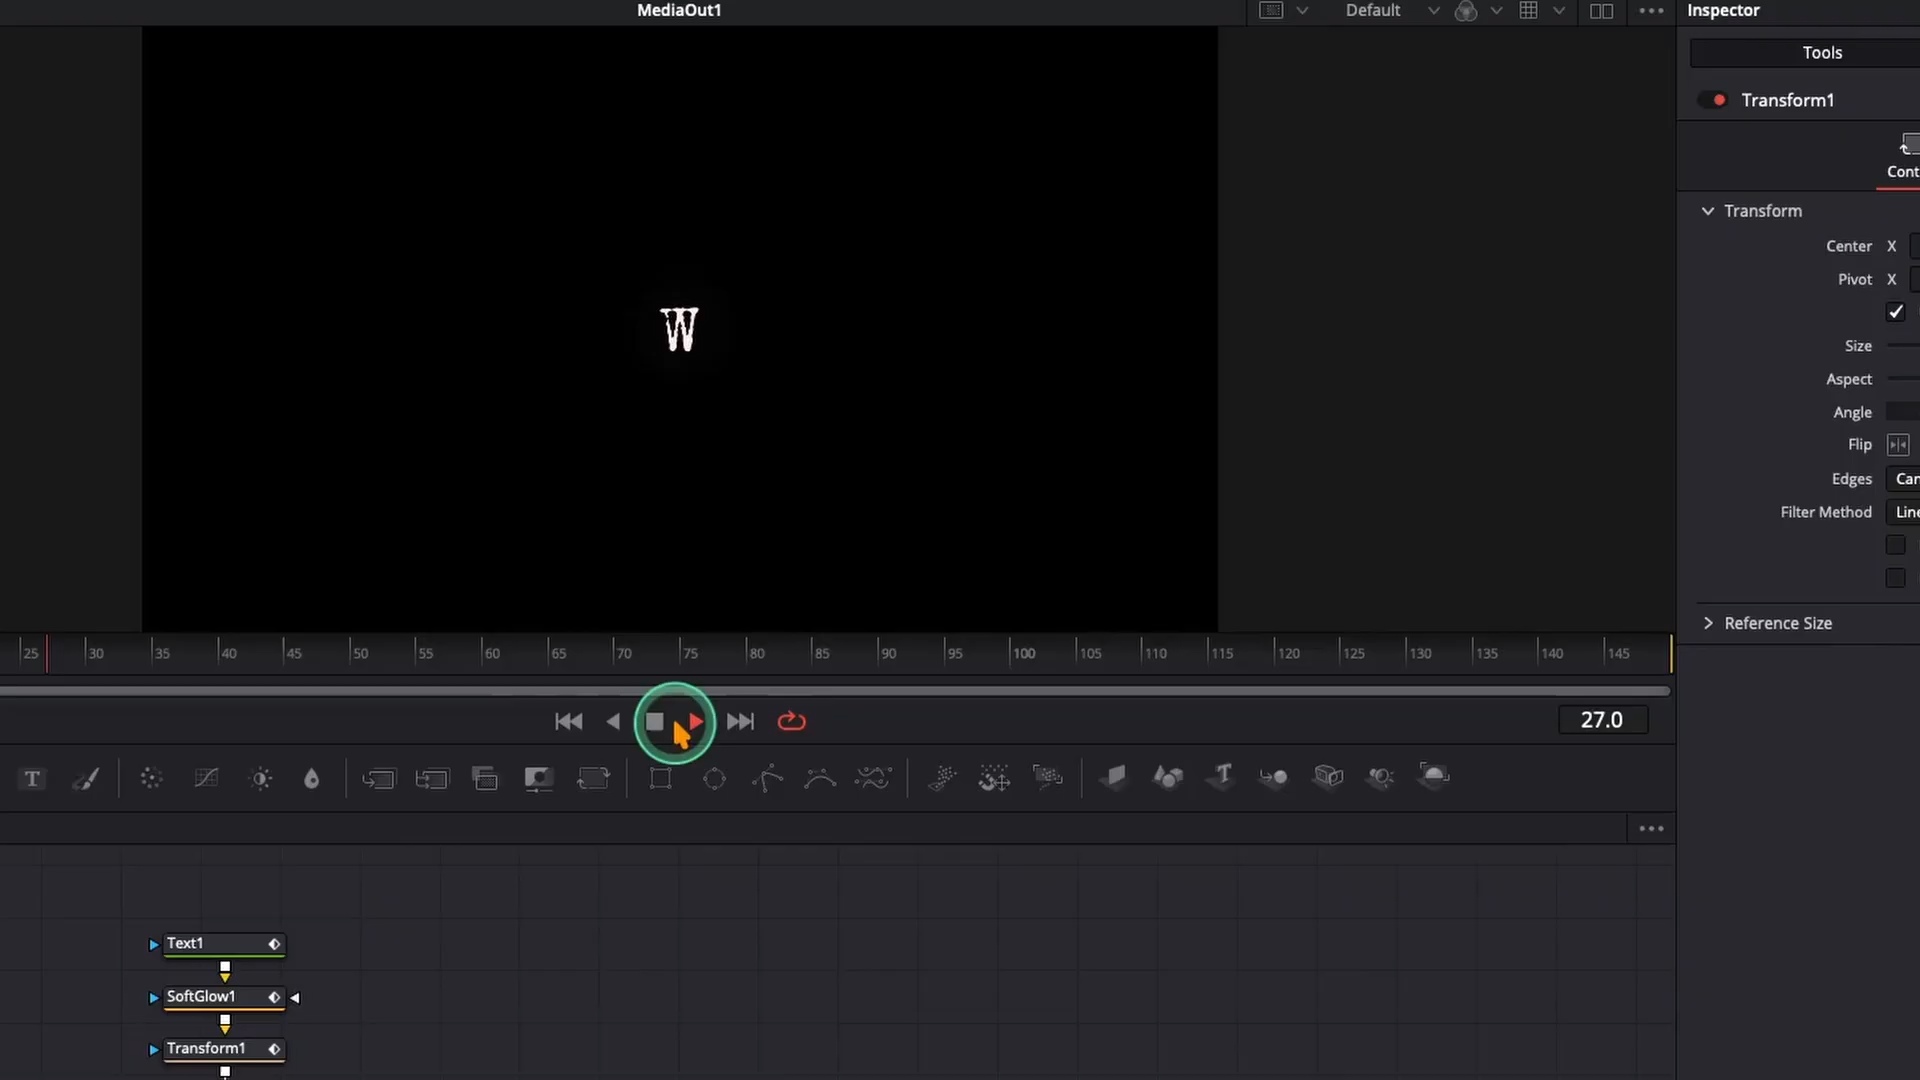 MediaOut1
Default
Inspector
Tools
Transform1
Cont
Transform
Center X
Pivot X
Size
Aspect
Angle
Flip
Edges Can
Filter Method Line
Reference Size
W
25 30 35 40 45 50 55 60 65 70 75 80 85 90 95 100 105 110 115 120 125 130 135 140 145
27.0
T
T
Text1
SoftGlow1
Transform1